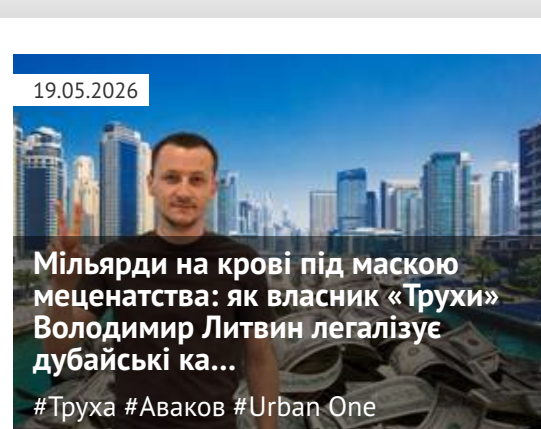 19.05.2026
Мільярди на крові під маскою
меценатства: як власник «Трухи»
Володимир Литвин легалізує
дубайські ка...
#Труха #Аваков #Urban One